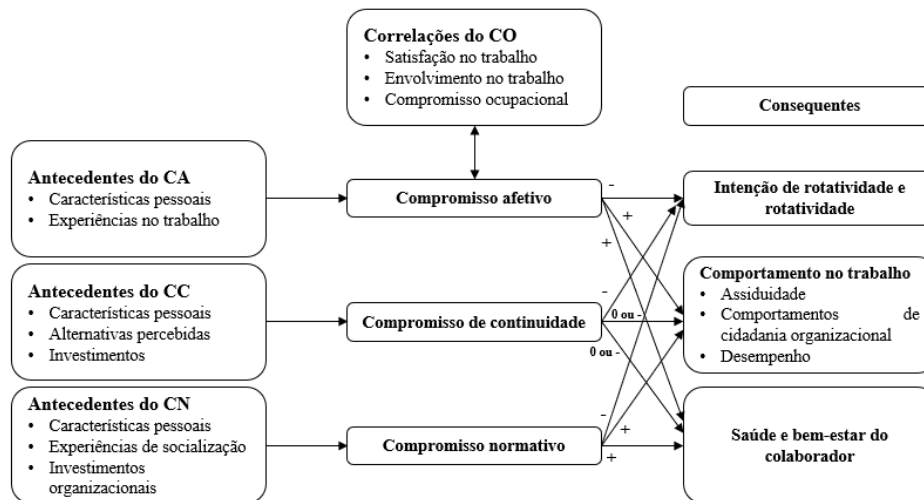 Correlações do CO
• Satisfação no trabalho
• Envolvimento no trabalho
• Compromisso ocupacional
Consequentes
Antecedentes do CA
• Características pessoais
• Experiências no trabalho
Compromisso afetivo
-
+
+
Intenção de rotatividade e
rotatividade
Antecedentes do CC
• Características pessoais
• Alternativas percebidas
• Investimentos
Compromisso de continuidade
-
0 ou -
0 ou -
Comportamento no trabalho
• Assiduidade
• Comportamentos de
cidadania organizacional
• Desempenho
Antecedentes do CN
• Características pessoais
• Experiências de socialização
• Investimentos
organizacionais
Compromisso normativo
-
+
+
Saúde e bem-estar do
colaborador